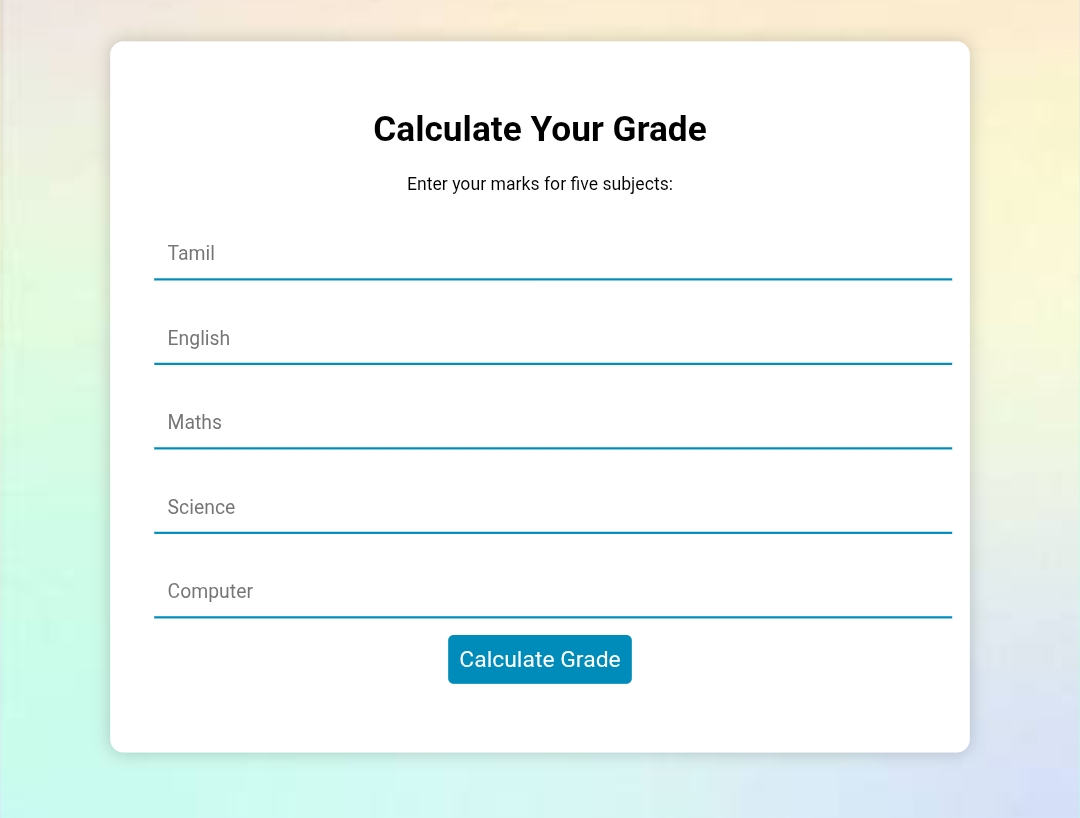 Calculate Your Grade
Enter your marks for five subjects:
Tamil
English
Maths
Science
Computer
Calculate Grade